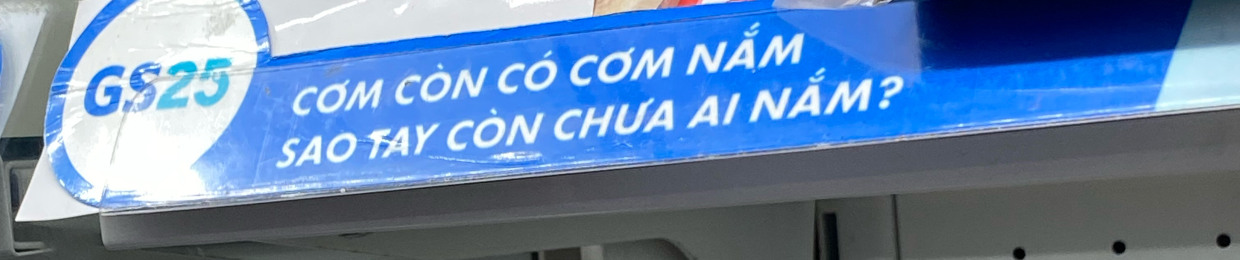 GS25
CƠM CÒN CÓ CƠM NẮM
SAO TAY CÒN CHƯA AI NẮM?